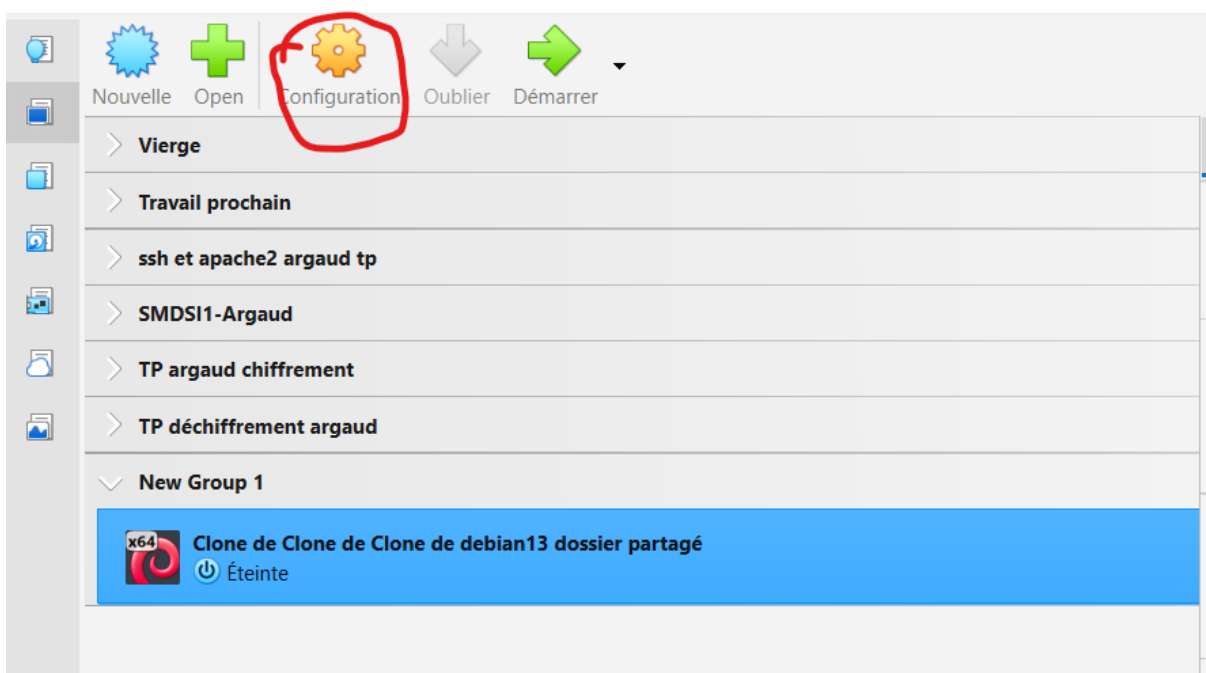 Nouvelle Open Configuration Oublier Démarrer
Vierge
Travail prochain
ssh et apache2 argaud tp
SMDSI1-Argaud
TP argaud chiffrement
TP déchiffrement argaud
New Group 1
x64 Clone de Clone de Clone de debian13 dossier partagé
Éteinte